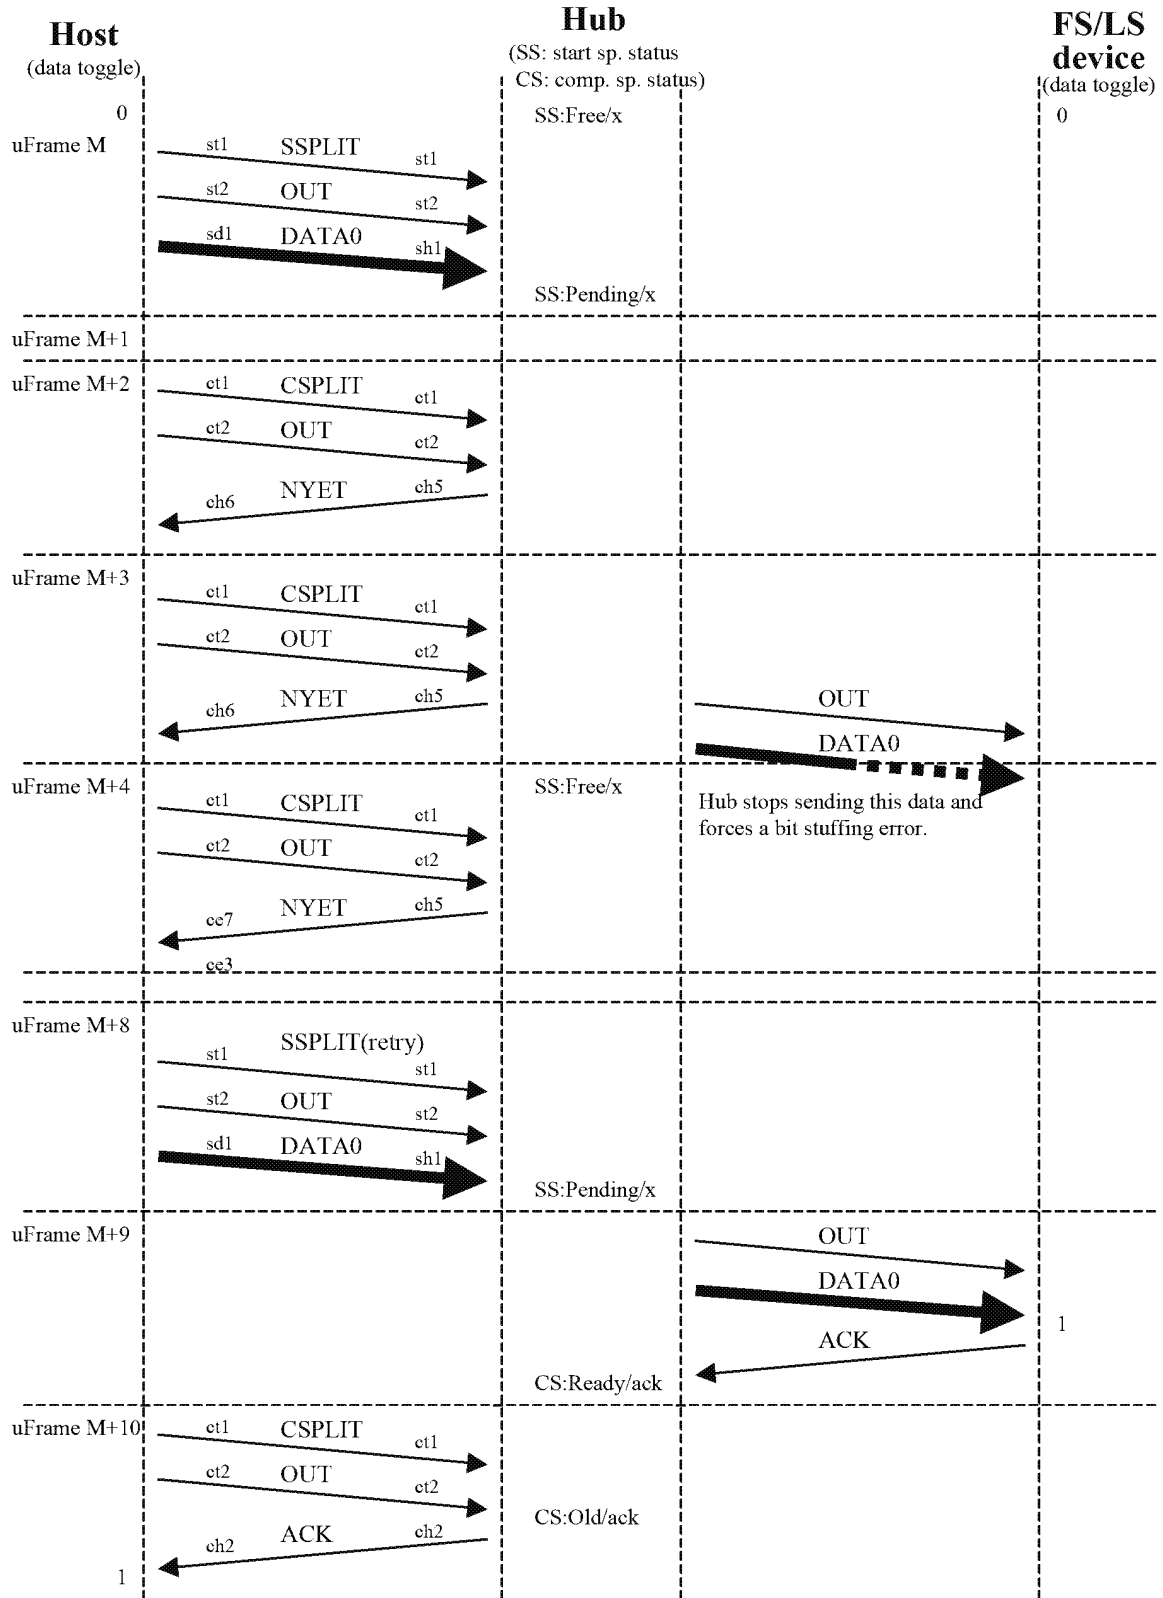 Host
(data toggle)
Hub
(SS: start sp. status
CS: comp. sp. status)
FS/LS
device
(data toggle)
0
SS:Free/x
0
uFrame M
st1 SSPLIT st1
st2 OUT st2
sd1 DATA0 sh1
SS:Pending/x
uFrame M+1
uFrame M+2
ct1 CSPLIT ct1
ct2 OUT ct2
ch6 NYET ch5
uFrame M+3
ct1 CSPLIT ct1
ct2 OUT ct2
ch6 NYET ch5
OUT
DATA0
uFrame M+4
SS:Free/x
Hub stops sending this data and
forces a bit stuffing error.
ct1 CSPLIT ct1
ct2 OUT ct2
ce7 NYET ch5
ce3
uFrame M+8
SSPLIT(retry)
st1 st1
st2 OUT st2
sd1 DATA0 sh1
SS:Pending/x
uFrame M+9
OUT
DATA0
1
ACK
CS:Ready/ack
uFrame M+10
ct1 CSPLIT ct1
ct2 OUT ct2
CS:Old/ack
ch2 ACK ch2
1